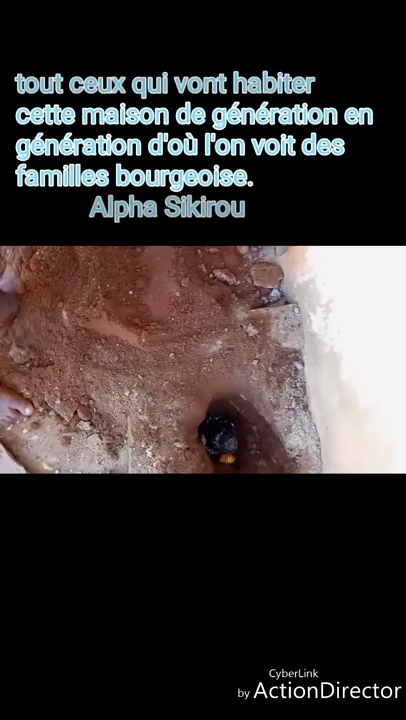 tout ceux qui vont habiter
cette maison de génération en
génération d'où l'on voit des
familles bourgeoise.
Alpha Sikirou
CyberLink
by ActionDirector